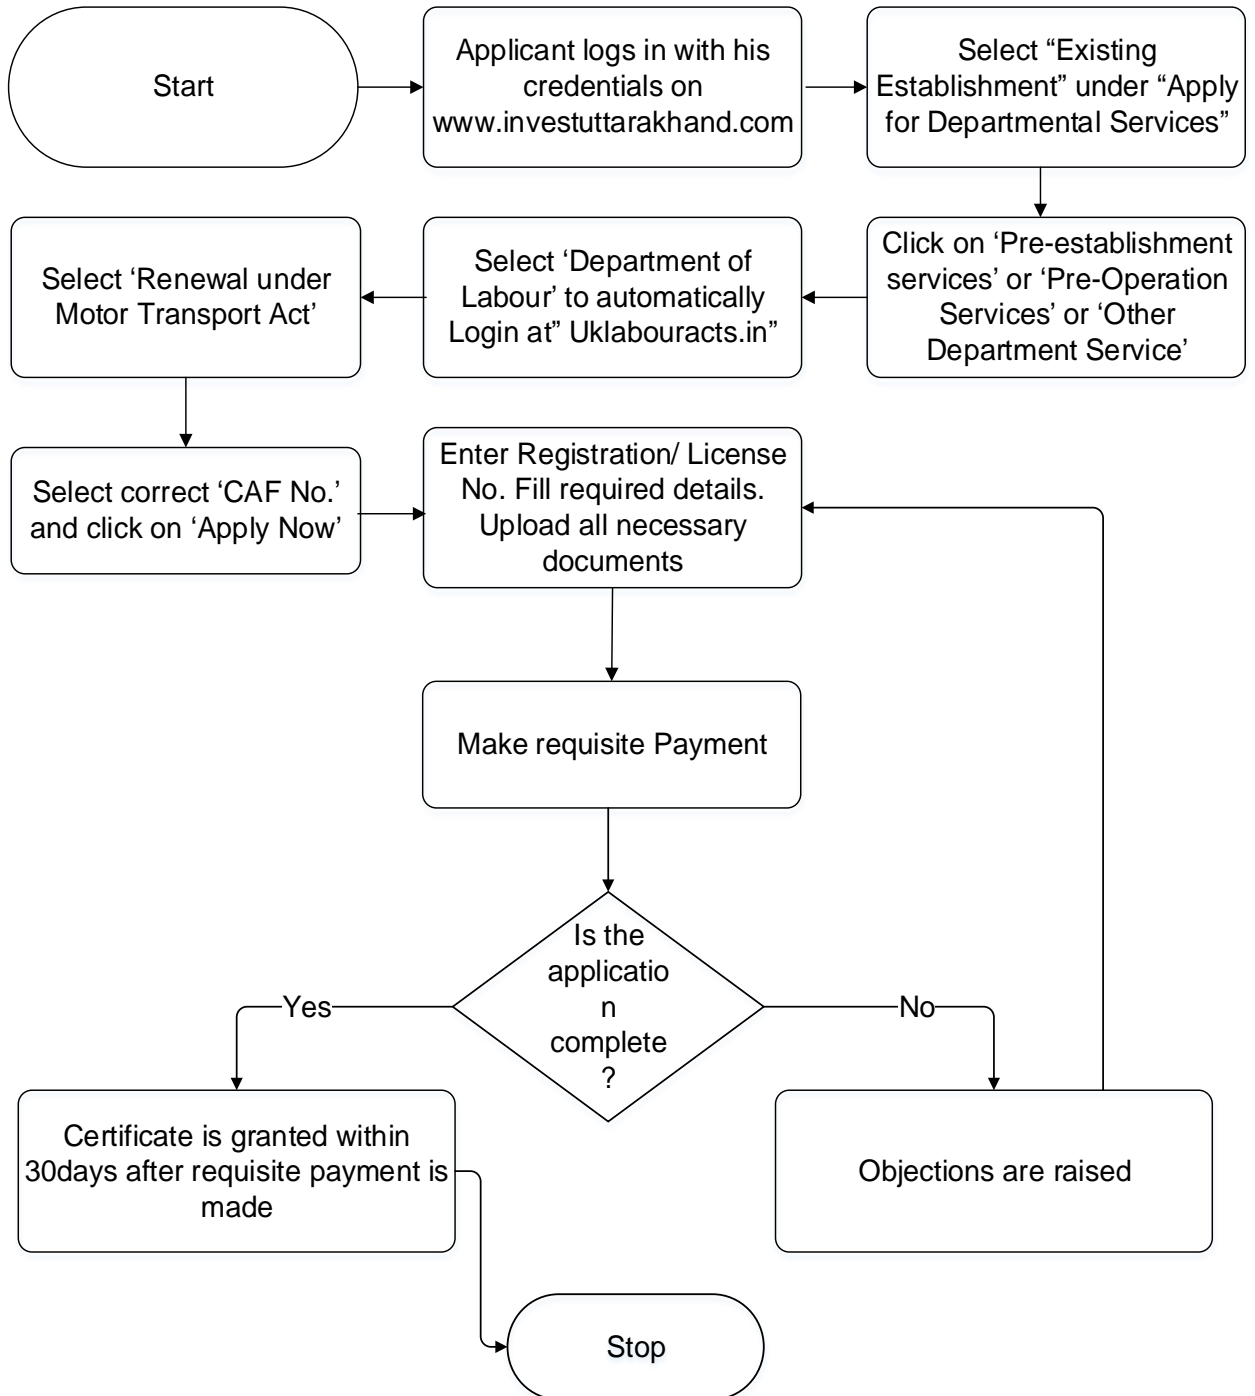 Start
Applicant logs in with his
credentials on
www.investuttarakhand.com
Select “Existing
Establishment” under “Apply
for Departmental Services”
Click on ‘Pre-establishment
services’ or ‘Pre-Operation
Services’ or ‘Other
Department Service’
Select ‘Department of
Labour’ to automatically
Login at” Uklabouracts.in”
Select ‘Renewal under
Motor Transport Act’
Select correct ‘CAF No.’
and click on ‘Apply Now’
Enter Registration/ License
No. Fill required details.
Upload all necessary
documents
Make requisite Payment
Is the
applicatio
n
complete
?
Yes
No
Certificate is granted within
30days after requisite payment is
made
Objections are raised
Stop